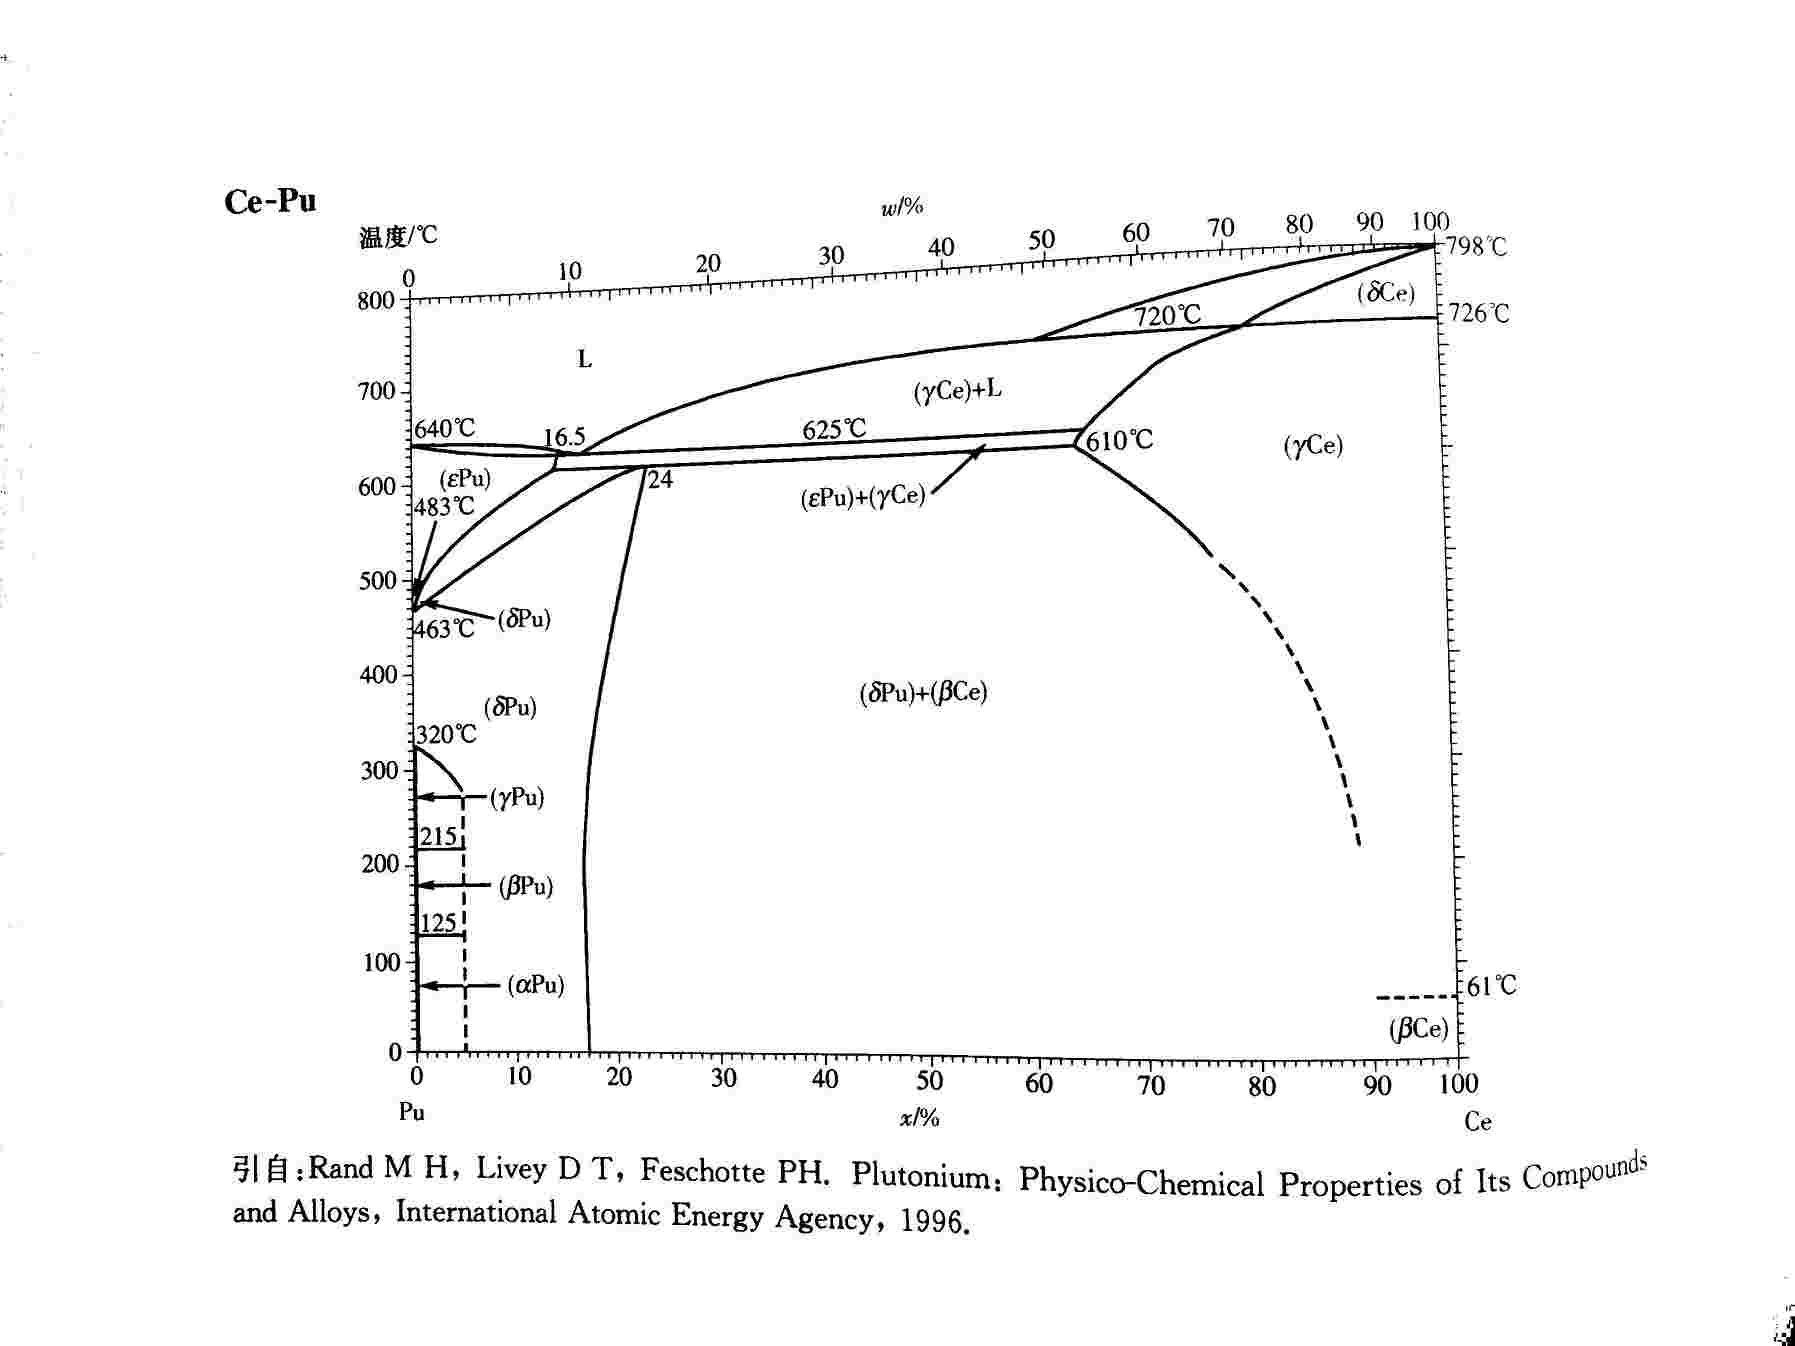 Ce-Pu
w/%
温度/℃
0 10 20 30 40 50 60 70 80 90 100
798℃
800
(δCe)
720℃
726℃
L
700
(γCe)+L
640℃
16.5
625℃
610℃
(γCe)
(εPu)
24
600
(εPu)+(γCe)
483℃
500
(δPu)
463℃
400
(δPu)+(βCe)
(δPu)
320℃
300
(γPu)
215
200
(βPu)
125
100
(αPu)
61℃
(βCe)
0
0 10 20 30 40 50 60 70 80 90 100
Pu
x/%
Ce
引自:Rand M H, Livey D T, Feschotte PH. Plutonium: Physico-Chemical Properties of Its Compounds
and Alloys, International Atomic Energy Agency, 1996.